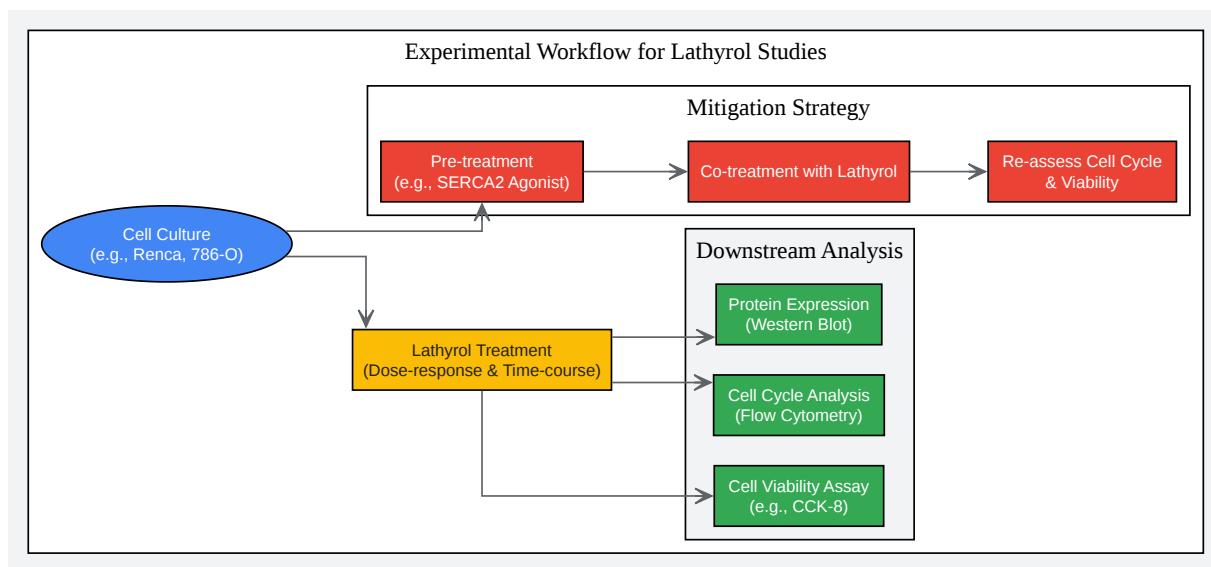 Experimental Workflow for Lathyrol Studies
Mitigation Strategy
Pre-treatment
(e.g., SERCA2 Agonist)
Co-treatment with Lathyrol
Re-assess Cell Cycle
& Viability
Cell Culture
(e.g., Renca, 786-O)
Downstream Analysis
Protein Expression
(Western Blot)
Lathyrol Treatment
(Dose-response & Time-course)
Cell Cycle Analysis
(Flow Cytometry)
Cell Viability Assay
(e.g., CCK-8)